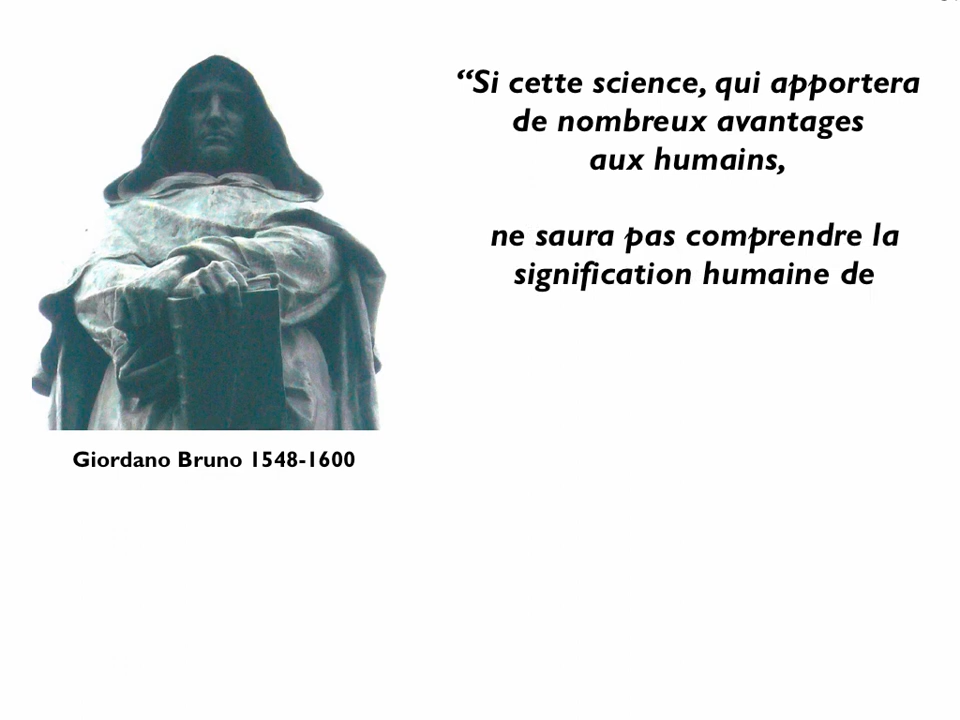 “Si cette science, qui apportera
de nombreux avantages
aux humains,
ne saura pas comprendre la
signification humaine de
Giordano Bruno 1548-1600